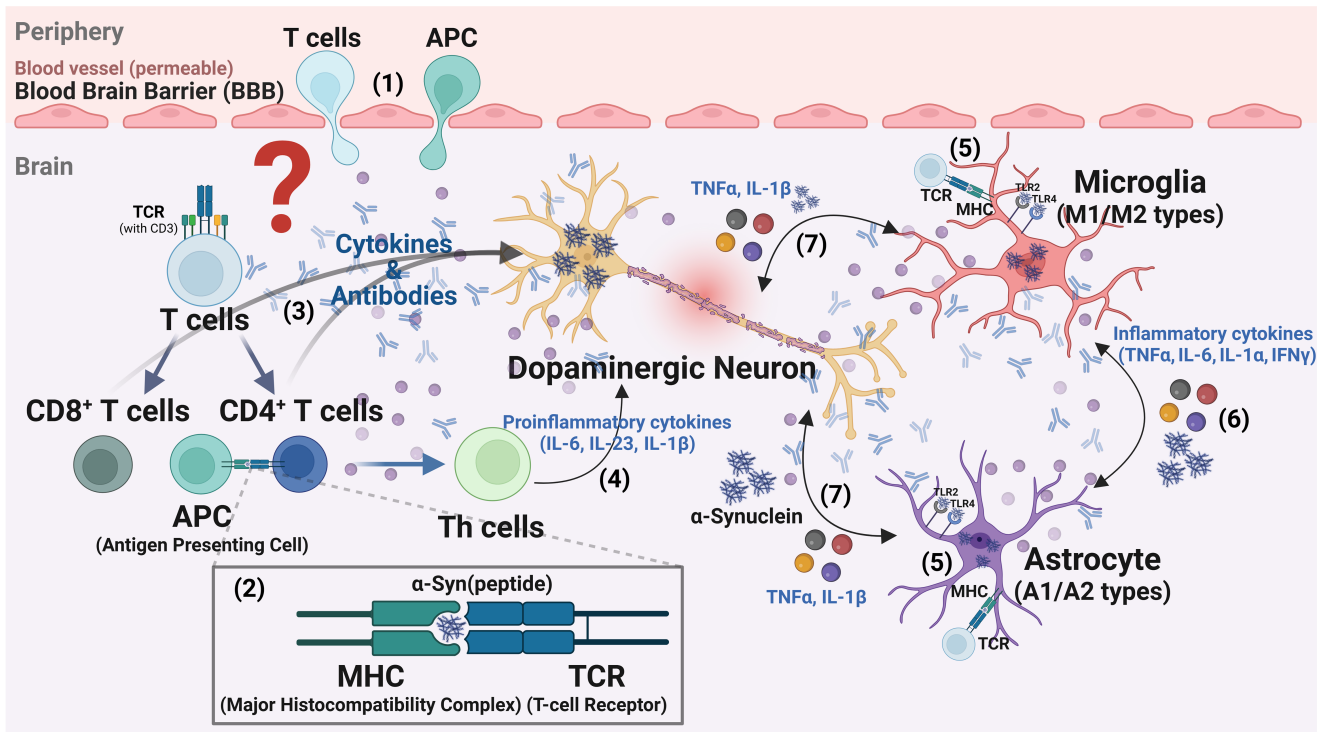 Periphery
T cells
APC
Blood vessel (permeable)
Blood Brain Barrier (BBB)
(1)
Brain
?
TCR
(with CD3)
T cells
Cytokines
&
Antibodies
(3)
CD8⁺ T cells
CD4⁺ T cells
APC
(Antigen Presenting Cell)
Th cells
Proinflammatory cytokines
(IL-6, IL-23, IL-1β)
(4)
Dopaminergic Neuron
TNFα, IL-1β
(7)
(5)
TCR
MHC
TLR2
TLR4
Microglia
(M1/M2 types)
Inflammatory cytokines
(TNFα, IL-6, IL-1α, IFNγ)
(6)
α-Synuclein
(7)
TNFα, IL-1β
TLR2
TLR4
(5)
MHC
TCR
Astrocyte
(A1/A2 types)
(2)
α-Syn(peptide)
MHC
(Major Histocompatibility Complex)
TCR
(T-cell Receptor)